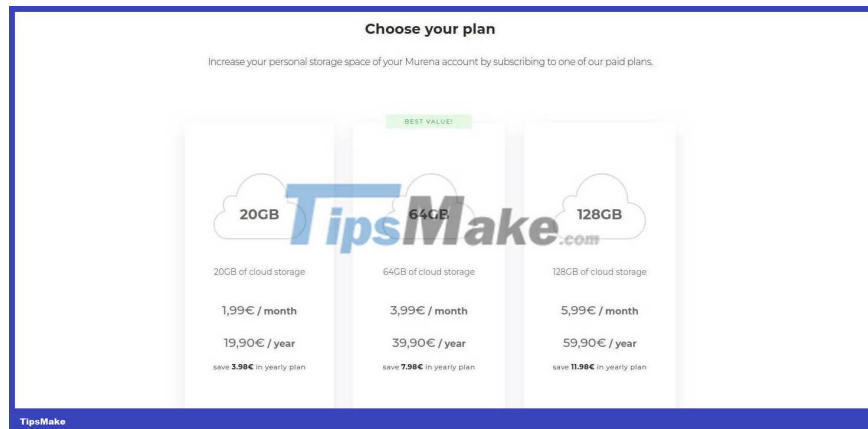 Choose your plan
Increase your personal storage space of your Murena account by subscribing to one of our paid plans.
BEST VALUE!
20GB
64GB
128GB
TipsMake.com
20GB of cloud storage
64GB of cloud storage
128GB of cloud storage
1,99€ / month
3,99€ / month
5,99€ / month
19,90€ / year
39,90€ / year
59,90€ / year
save 3.98€ in yearly plan
save 7.98€ in yearly plan
save 11.98€ in yearly plan
TipsMake